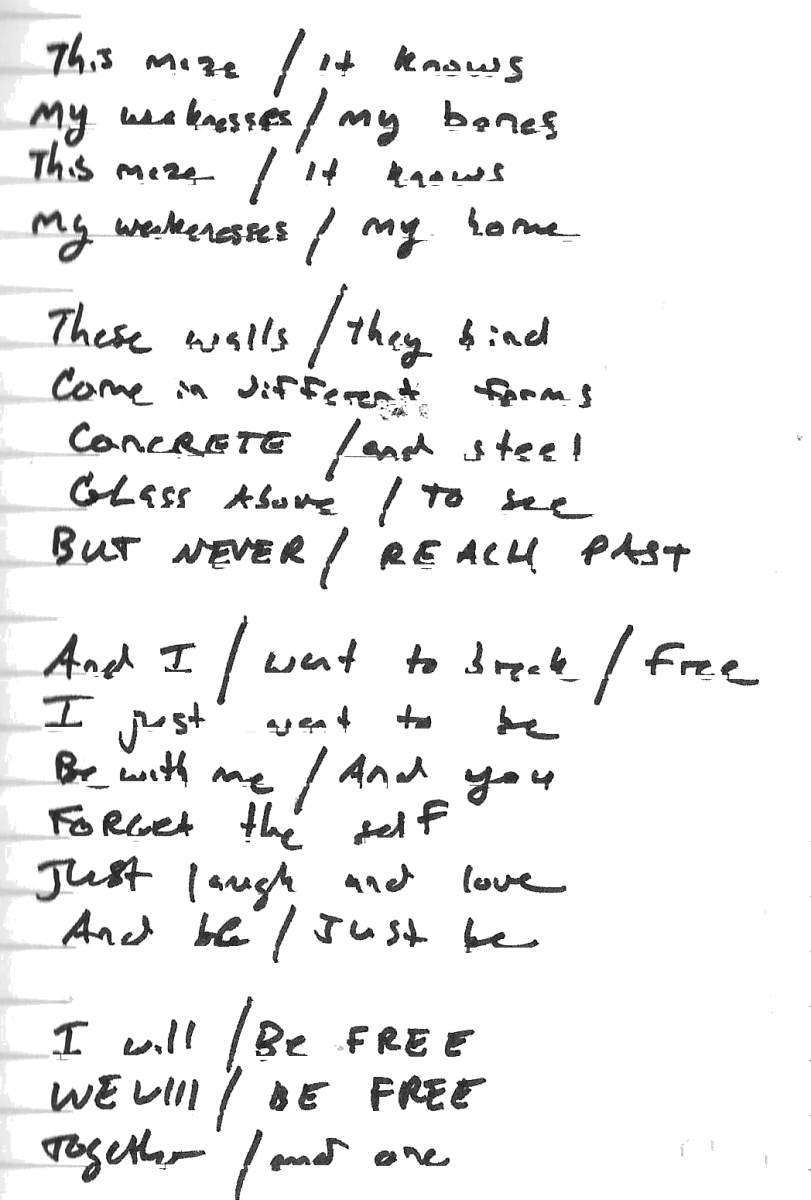 This maze / it knows
My weaknesses / my bones
This maze / it knows
My weakenesses / my home
These walls / they bind
Come in different forms
CONCRETE / and steel
GLASS Above / TO see
BUT NEVER / REACH PAST
And I / want to break / free
I just want to be
Be with me / And you
FORGET the self
Just laugh and love
And be / Just be
I will / Be FREE
WE WIll / BE FREE
Together / and one